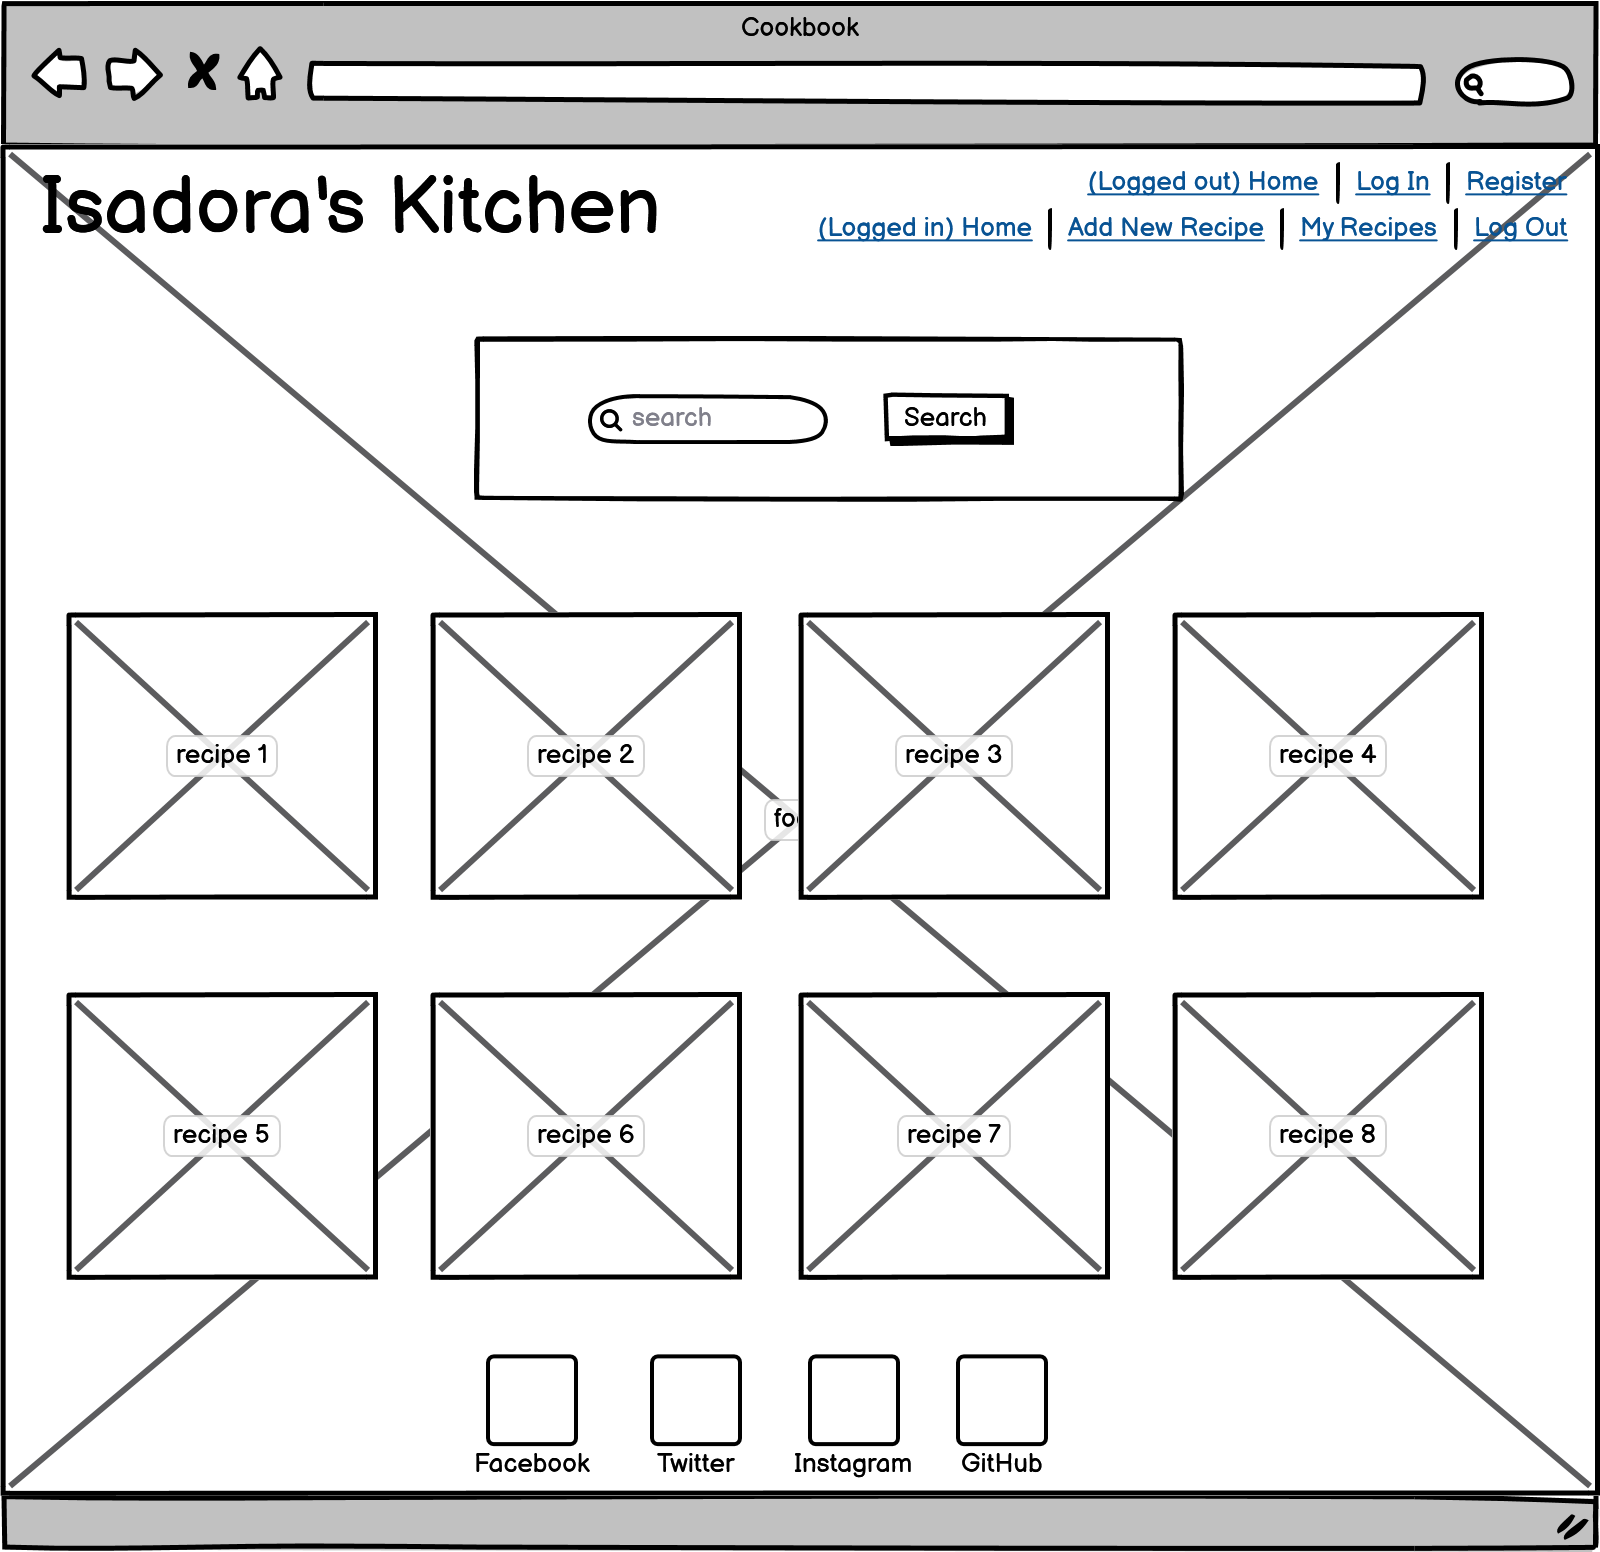 Cookbook
Isadora's Kitchen
(Logged out) Home Log In Register
(Logged in) Home Add New Recipe My Recipes Log Out
search Search
recipe 1 recipe 2 recipe 3 recipe 4
recipe 5 recipe 6 recipe 7 recipe 8
Facebook Twitter Instagram GitHub